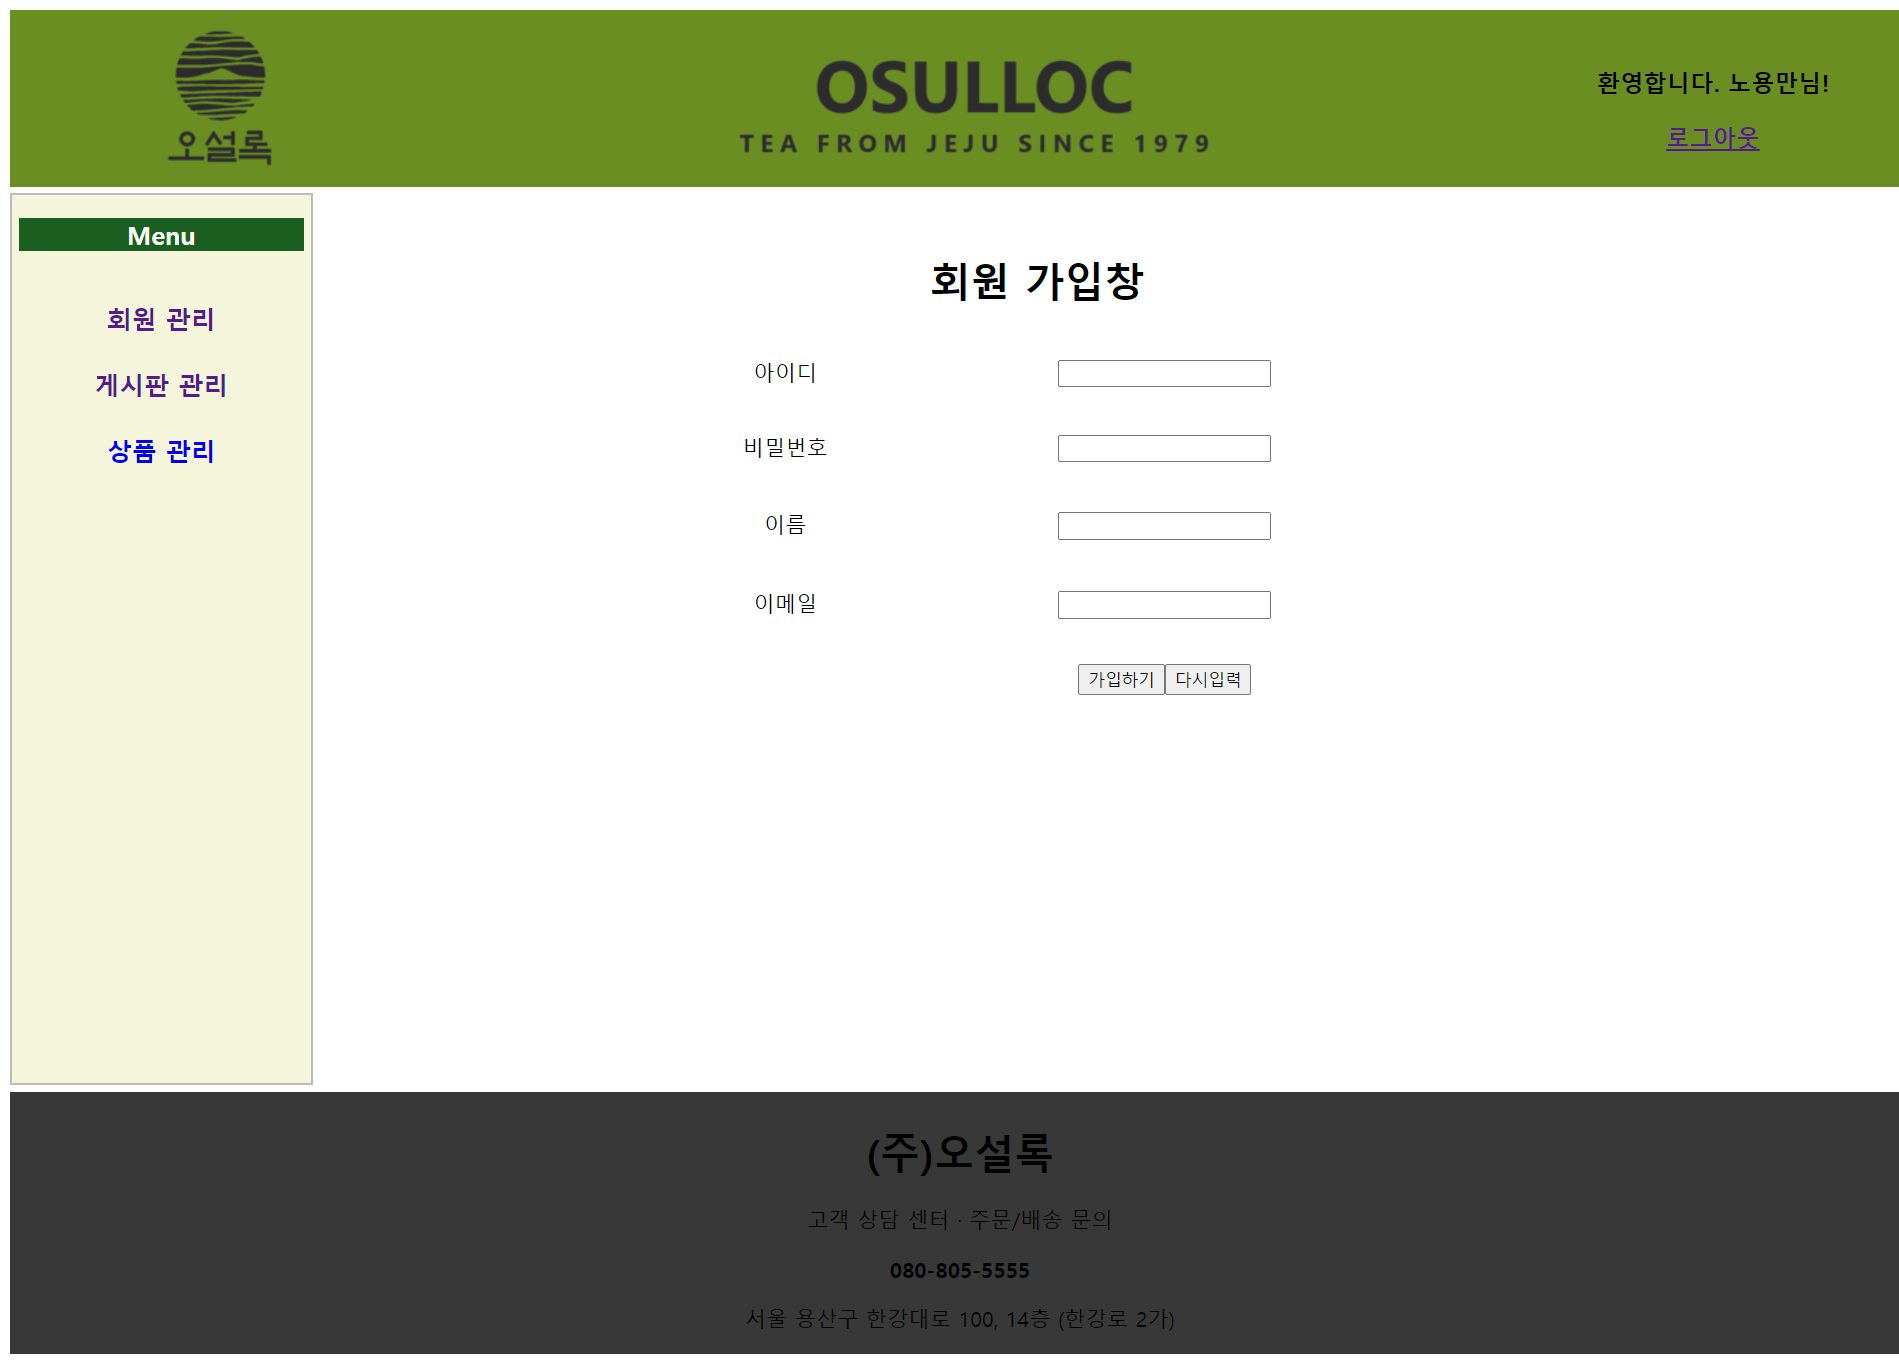 오설록
OSULLOC
TEA FROM JEJU SINCE 1979
환영합니다. 노용만님!
로그아웃
Menu
회원 관리
게시판 관리
상품 관리
회원 가입창
아이디
비밀번호
이름
이메일
가입하기 다시입력
(주)오설록
고객 상담 센터 · 주문/배송 문의
080-805-5555
서울 용산구 한강대로 100, 14층 (한강로 2가)